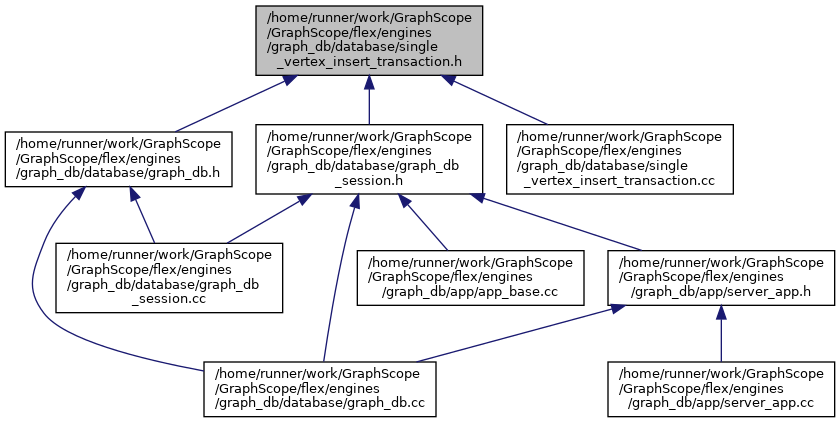 /home/runner/work/GraphScope
/GraphScope/flex/engines
/graph_db/database/single
_vertex_insert_transaction.h
/home/runner/work/GraphScope
/GraphScope/flex/engines
/graph_db/database/graph_db.h
/home/runner/work/GraphScope
/GraphScope/flex/engines
/graph_db/database/graph_db
_session.h
/home/runner/work/GraphScope
/GraphScope/flex/engines
/graph_db/database/single
_vertex_insert_transaction.cc
/home/runner/work/GraphScope
/GraphScope/flex/engines
/graph_db/database/graph_db
_session.cc
/home/runner/work/GraphScope
/GraphScope/flex/engines
/graph_db/app/app_base.cc
/home/runner/work/GraphScope
/GraphScope/flex/engines
/graph_db/app/server_app.h
/home/runner/work/GraphScope
/GraphScope/flex/engines
/graph_db/database/graph_db.cc
/home/runner/work/GraphScope
/GraphScope/flex/engines
/graph_db/app/server_app.cc